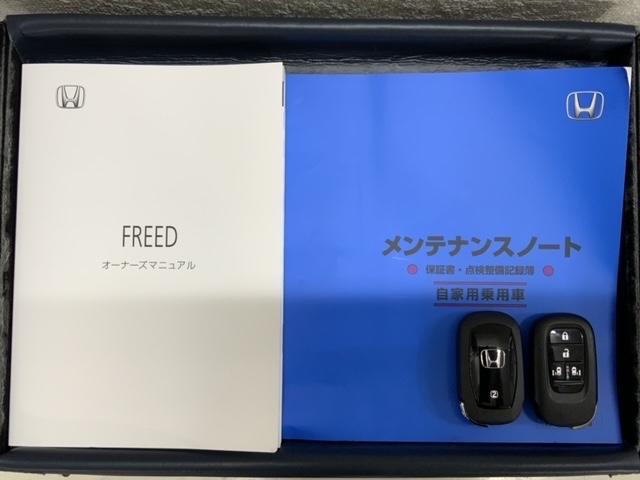 FREED
オーナーズマニュアル
メンテナンスノート
保証書・点検整備記録簿
自家用乗用車
2